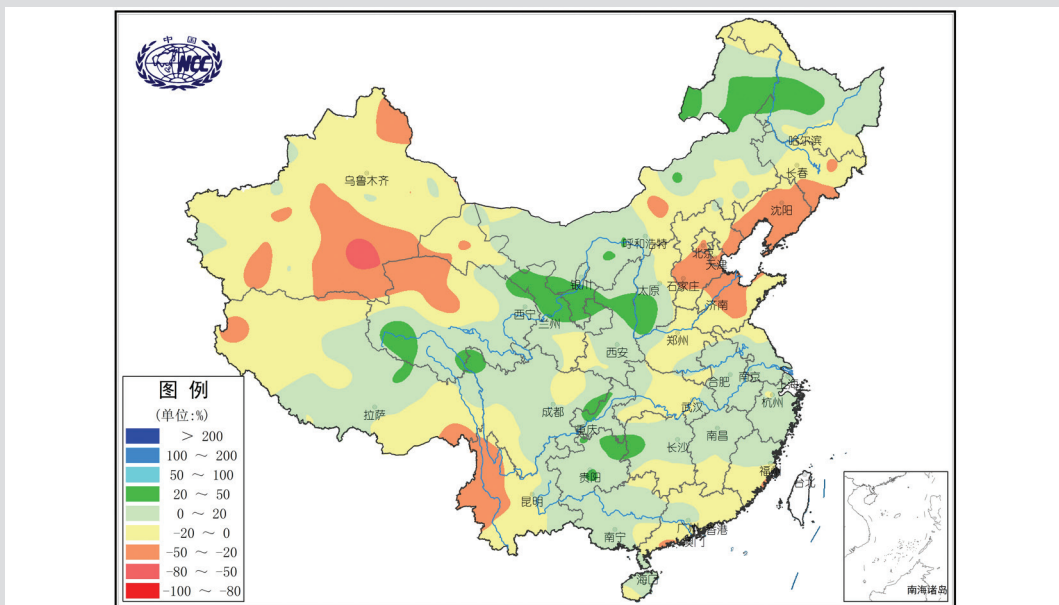 中 国
NCC
哈尔滨
长春
乌鲁木齐
沈阳
呼和浩特
北京
天津
银川
太原
石家庄
西宁
兰州
济南
郑州
西安
合肥
南京
上海
拉萨
成都
武汉
杭州
重庆
长沙
南昌
贵阳
福
台北
昆明
南宁
香港
澳门
海口
图 例
(单位:%)
> 200
100 ~ 200
50 ~ 100
20 ~ 50
0 ~ 20
-20 ~ 0
-50 ~ -20
-80 ~ -50
-100 ~ -80
南海诸岛